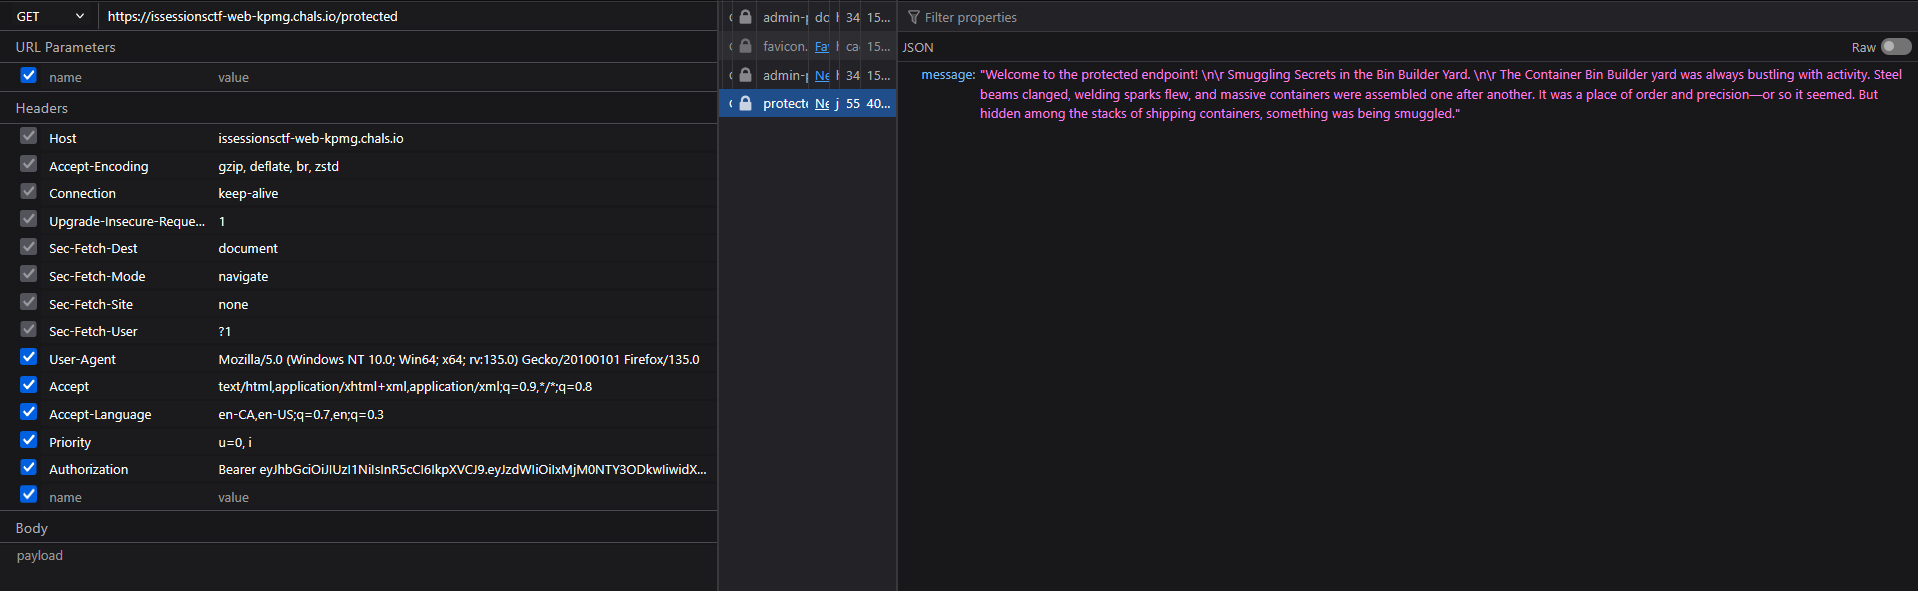 GET https://issessionsctf-web-kpmg.chals.io/protected
URL Parameters
name value
Headers
Host issessionsctf-web-kpmg.chals.io
Accept-Encoding gzip, deflate, br, zstd
Connection keep-alive
Upgrade-Insecure-Reque... 1
Sec-Fetch-Dest document
Sec-Fetch-Mode navigate
Sec-Fetch-Site none
Sec-Fetch-User ?1
User-Agent Mozilla/5.0 (Windows NT 10.0; Win64; x64; rv:135.0) Gecko/20100101 Firefox/135.0
Accept text/html,application/xhtml+xml,application/xml;q=0.9,*/*;q=0.8
Accept-Language en-CA,en-US;q=0.7,en;q=0.3
Priority u=0, i
Authorization Bearer eyJhbGciOiJIUzI1NiIsInR5cCI6IkpXVCJ9.eyJzdWIiOiIxMjM0NTY3ODkwIiwidX...
name value
Body
payload
admin-p do h 34 15...
favicon. Fa h ca 15...
admin-p Ne h 34 15...
protecte Ne j 55 40...
Filter properties
JSON Raw
message: "Welcome to the protected endpoint! \n\r Smuggling Secrets in the Bin Builder Yard. \n\r The Container Bin Builder yard was always bustling with activity. Steel
beams clanged, welding sparks flew, and massive containers were assembled one after another. It was a place of order and precision—or so it seemed. But
hidden among the stacks of shipping containers, something was being smuggled."